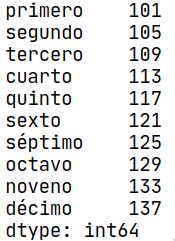 primero    101
segundo    105
tercero    109
cuarto     113
quinto     117
sexto      121
séptimo    125
octavo     129
noveno     133
décimo     137
dtype: int64